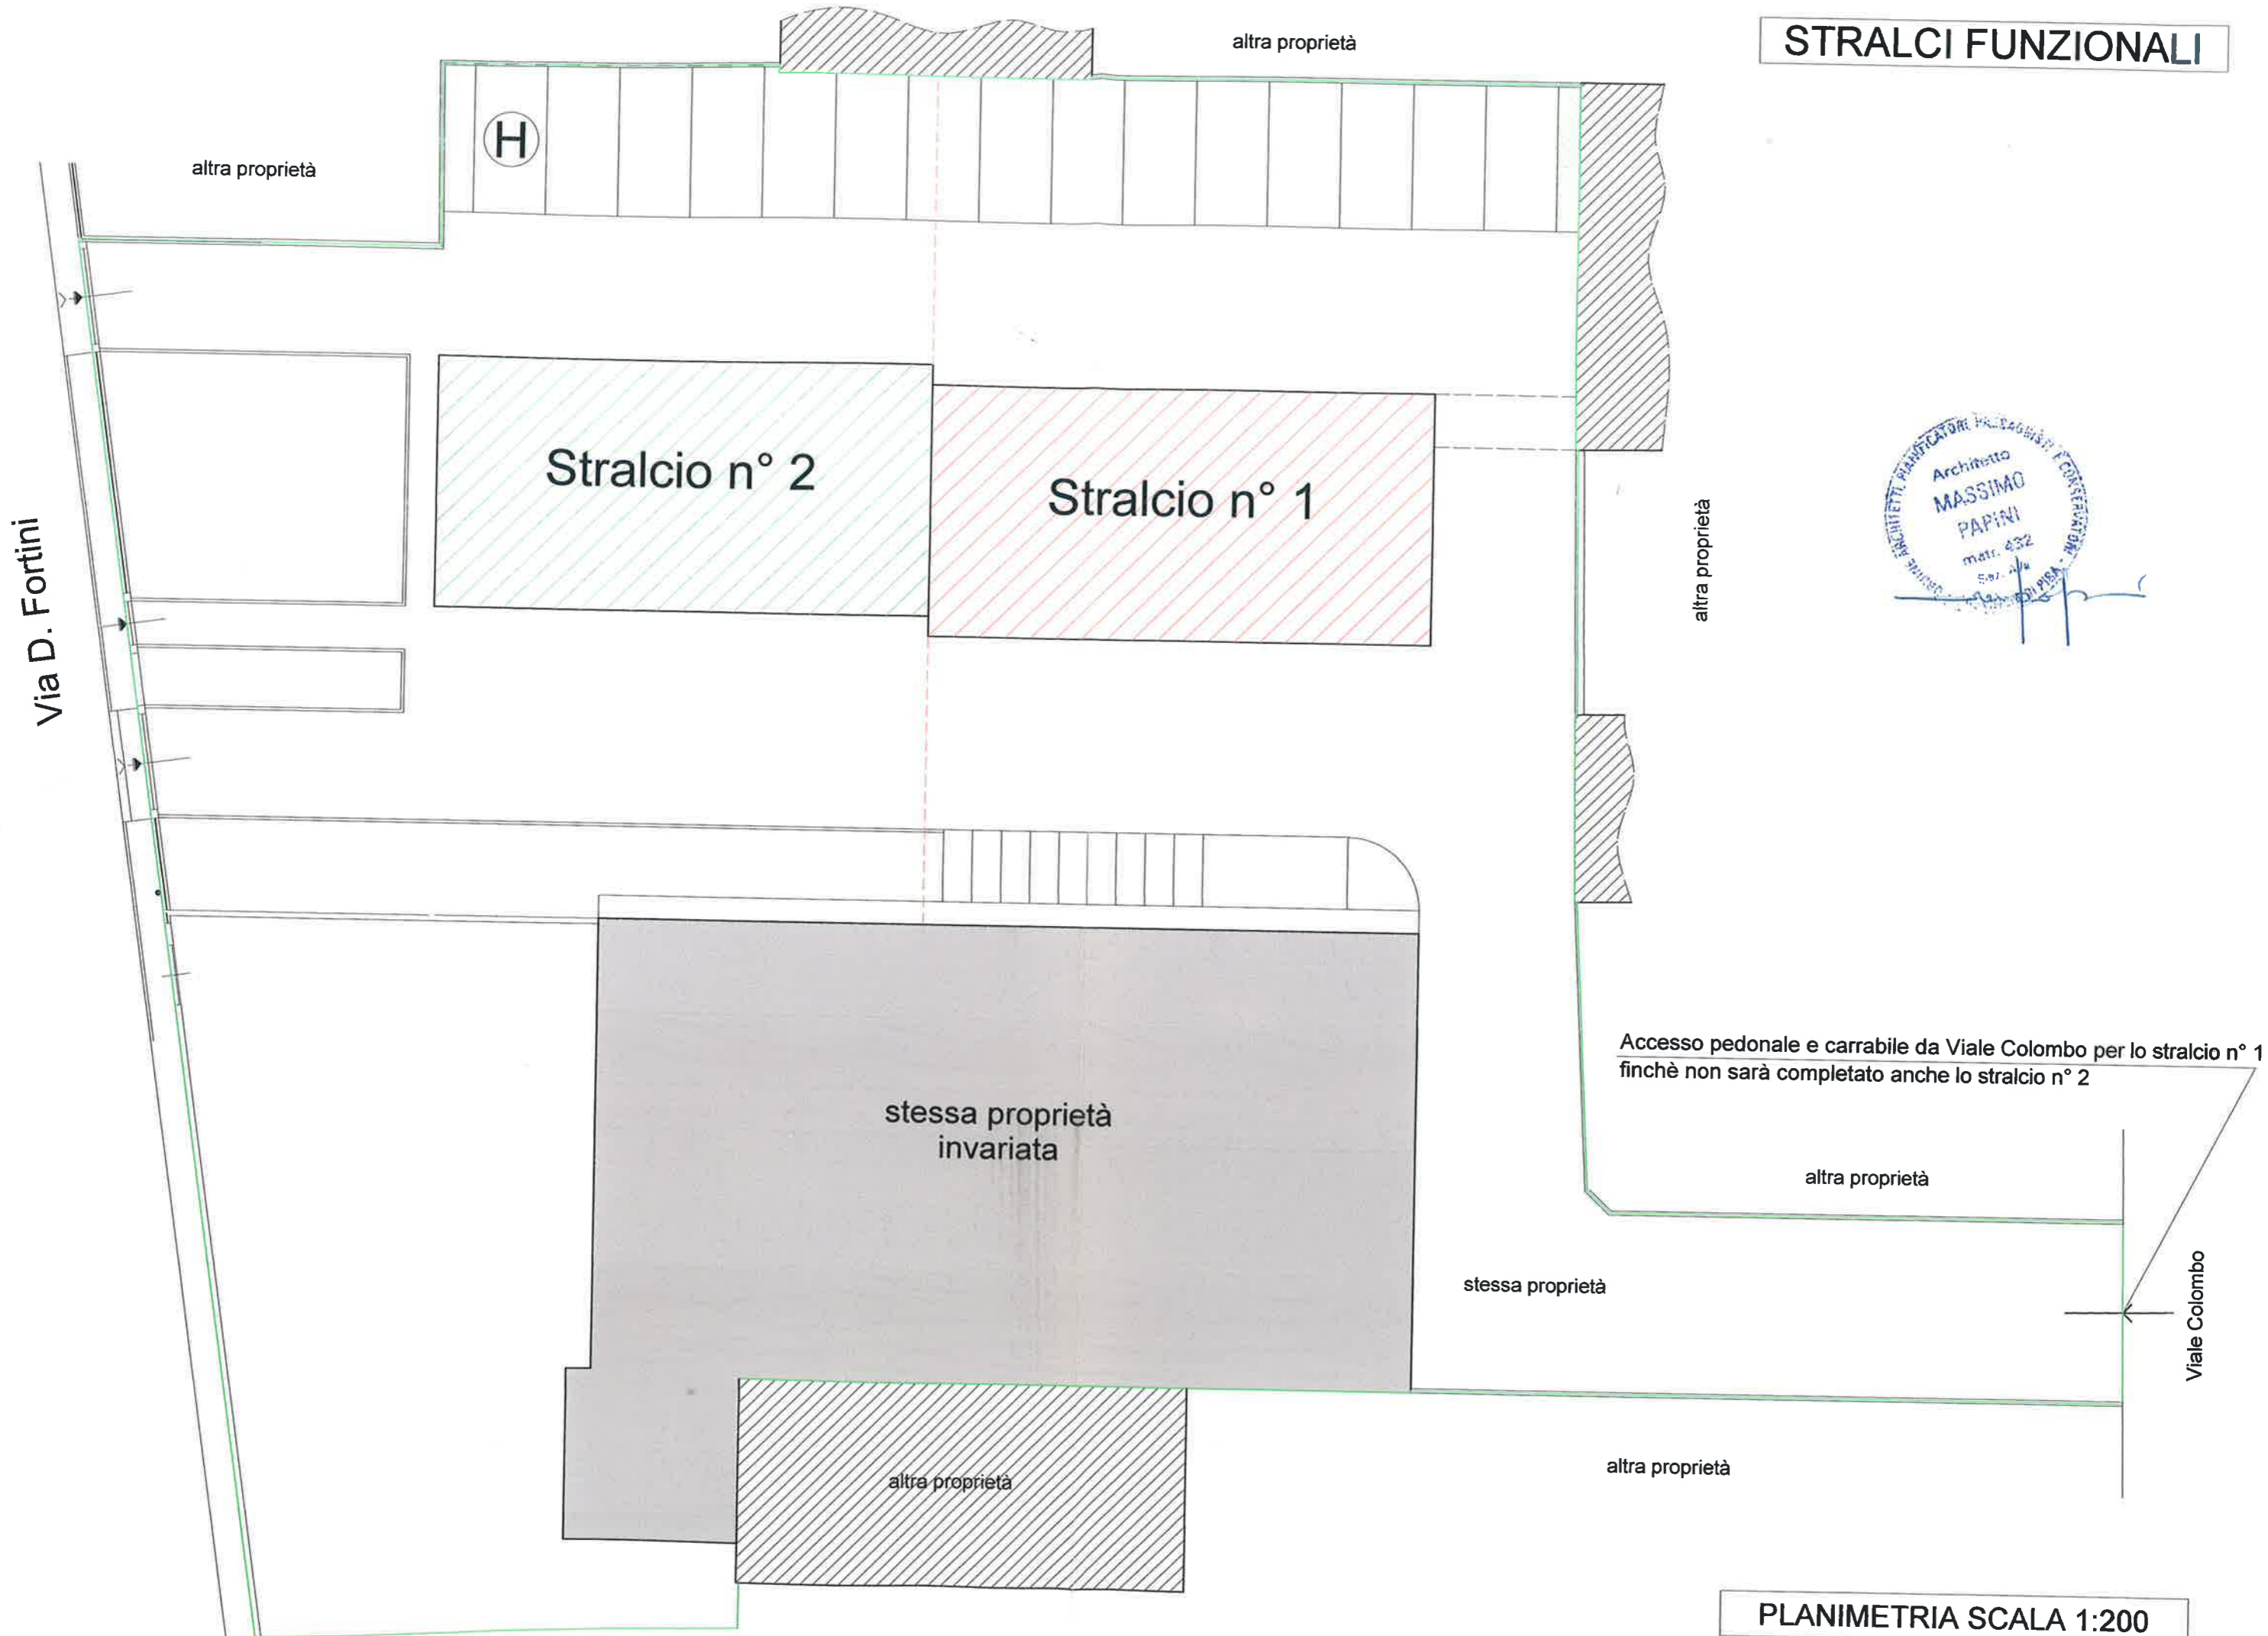 STRALCI FUNZIONALI
altra proprietà
altra proprietà
H
Stralcio n° 2
Stralcio n° 1
Via D. Fortini
altra proprietà
Architetto
MASSIMO
PAPINI
matr. 432
Accesso pedonale e carrabile da Viale Colombo per lo stralcio n° 1
finchè non sarà completato anche lo stralcio n° 2
stessa proprietà
invariata
altra proprietà
stessa proprietà
Viale Colombo
altra proprietà
altra proprietà
PLANIMETRIA SCALA 1:200